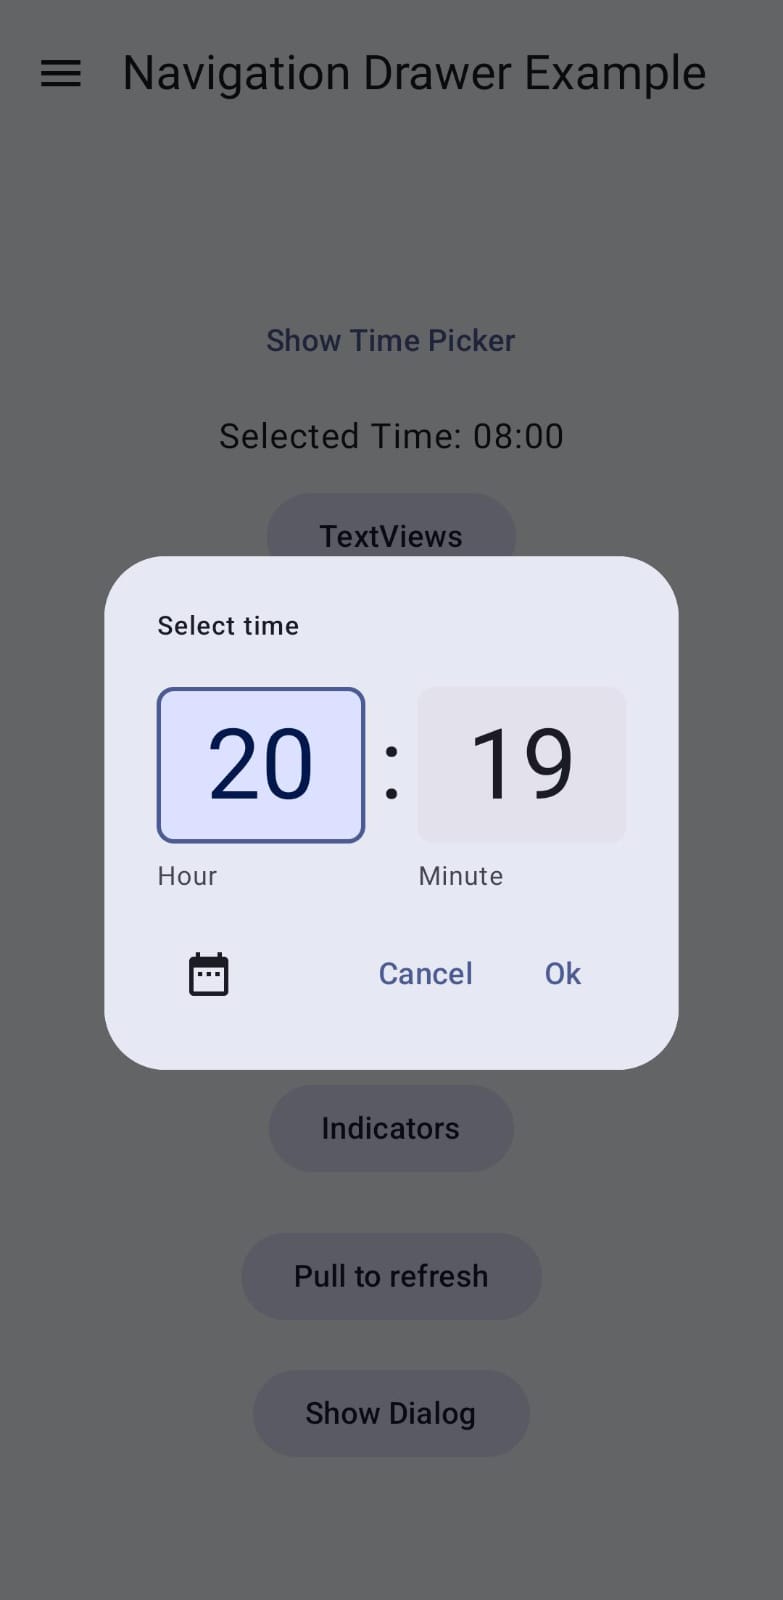 Navigation Drawer Example
Show Time Picker
Selected Time: 08:00
TextViews
Select time
20 : 19
Hour Minute
Cancel Ok
Indicators
Pull to refresh
Show Dialog